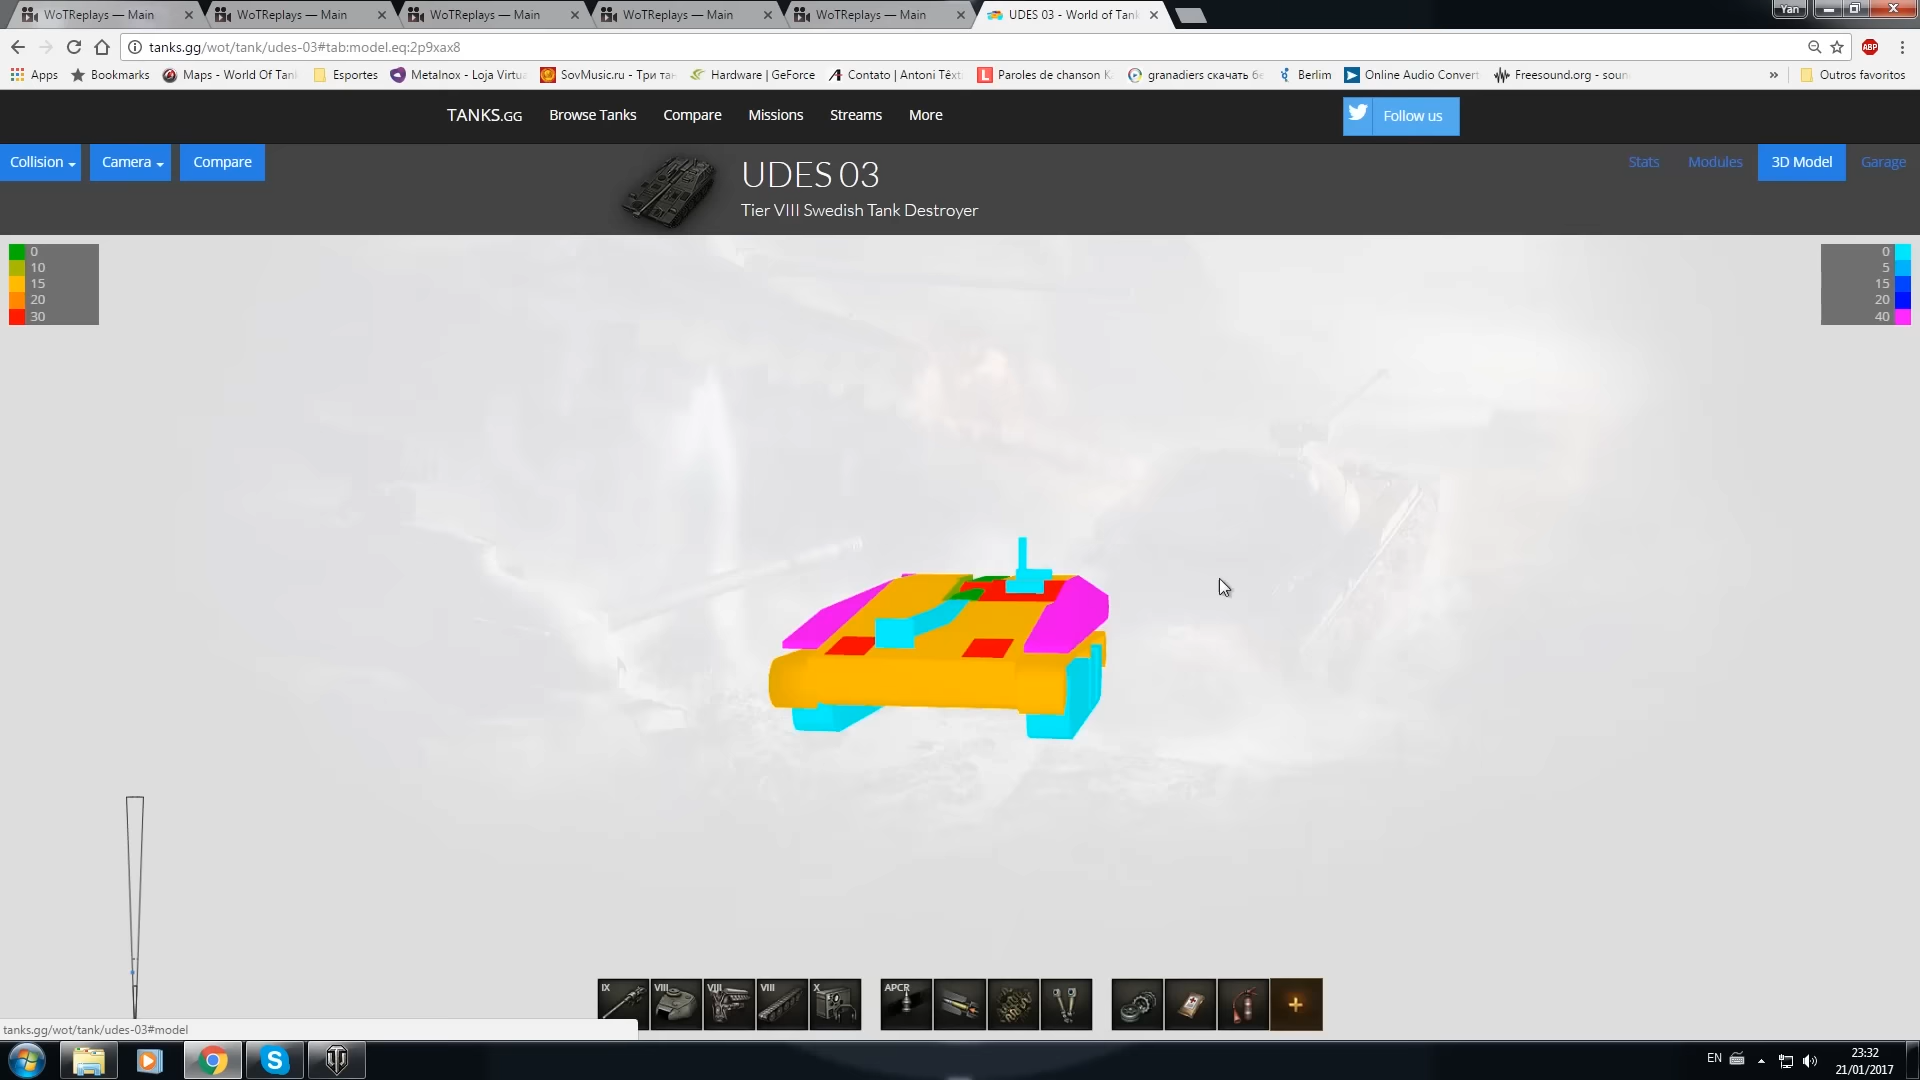 WoTReplays — Main
WoTReplays — Main
WoTReplays — Main
WoTReplays — Main
WoTReplays — Main
UDES 03 - World of Tan
Yan
tanks.gg/wot/tank/udes-03#tab:model.eq:2p9xax8
ABP
Apps
Bookmarks
Maps - World Of Tan
Esportes
Metalnox - Loja Virtu
SovMusic.ru - Три та
Hardware | GeForce
Contato | Antoni Têxt
L
Paroles de chanson K
granadiers скачать бе
Berlim
Online Audio Convert
Freesound.org - soun
»
Outros favoritos
TANKS.GG
Browse Tanks
Compare
Missions
Streams
More
Follow us
Collision
Camera
Compare
UDES 03
Tier VIII Swedish Tank Destroyer
Stats
Modules
3D Model
Garage
0
10
15
20
30
0
5
15
20
40
IX
VIII
VIII
VIII
X
APCR
+
tanks.gg/wot/tank/udes-03#model
EN
23:32
21/01/2017